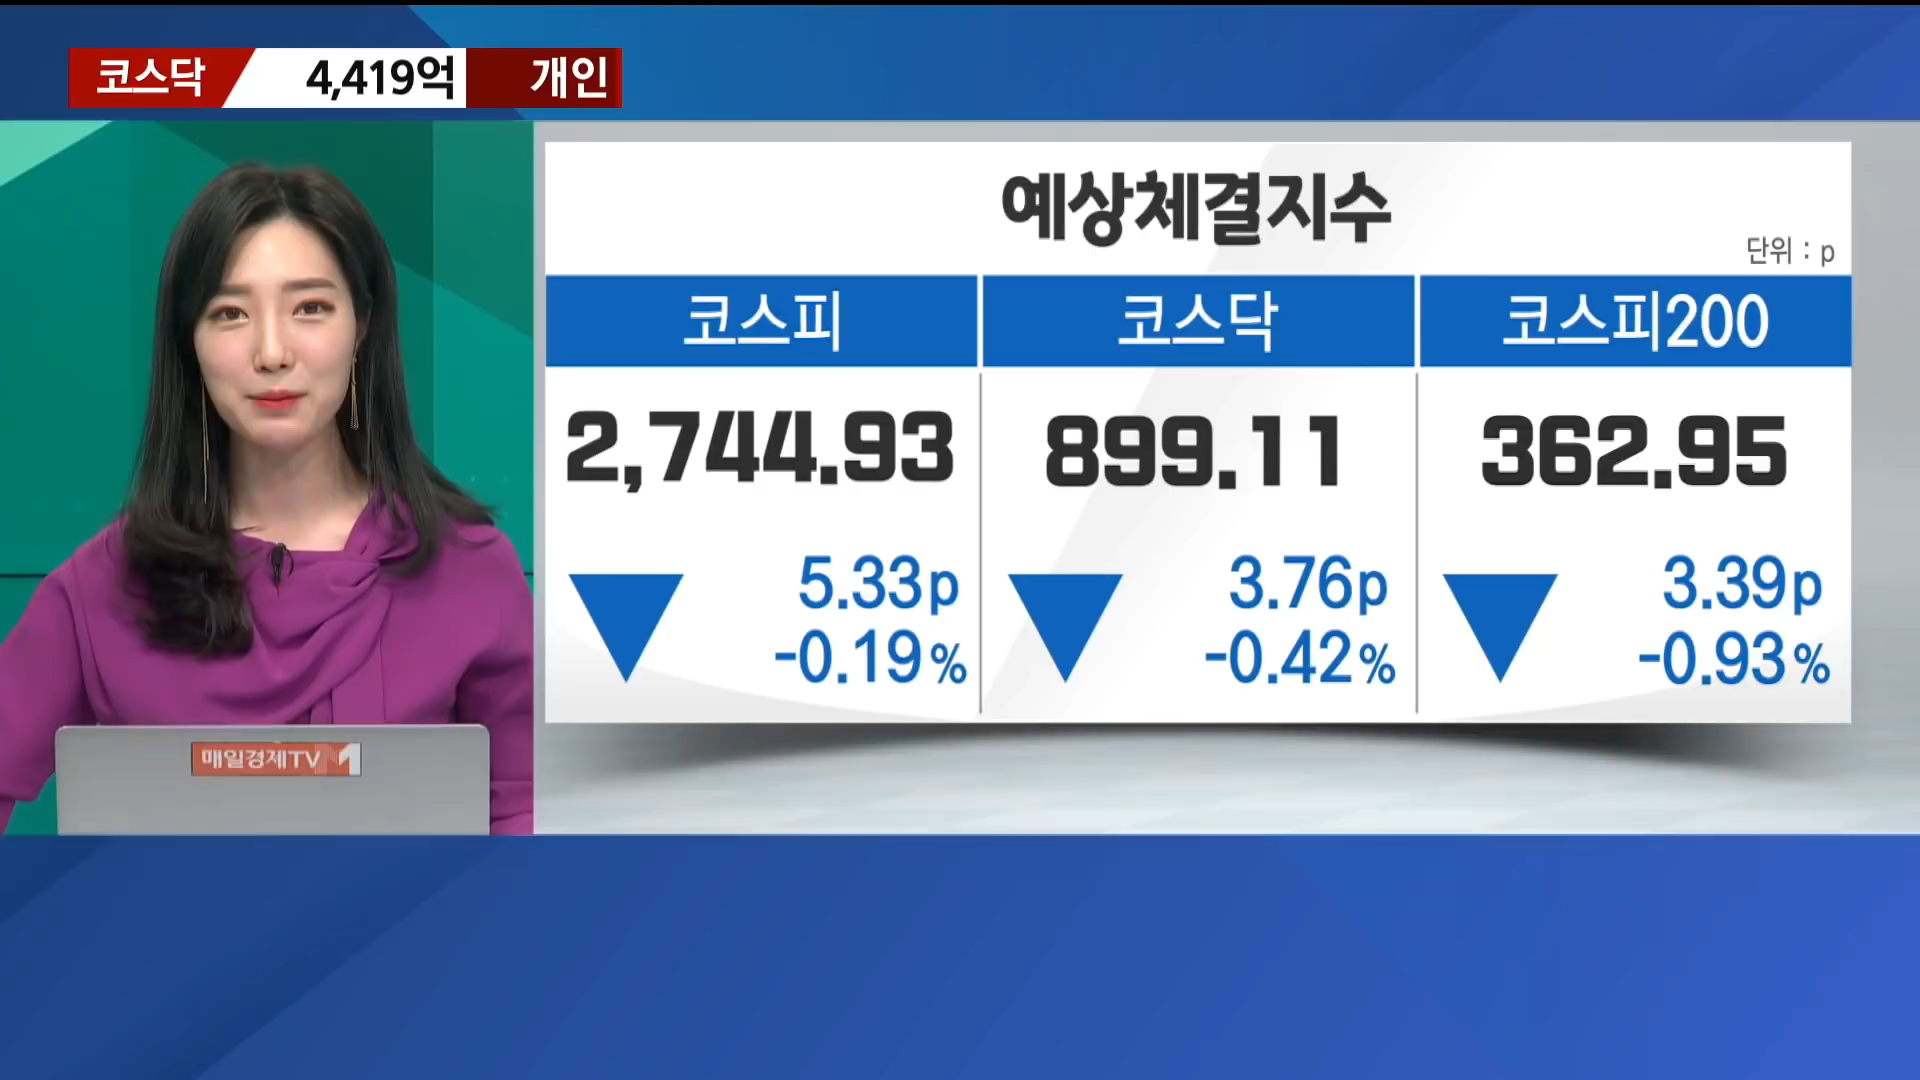 코스닥 4,419억 개인
예상체결지수
단위 : p
코스피 코스닥 코스피200
2,744.93 899.11 362.95
▼ 5.33p ▼ 3.76p ▼ 3.39p
-0.19% -0.42% -0.93%
매일경제TV M